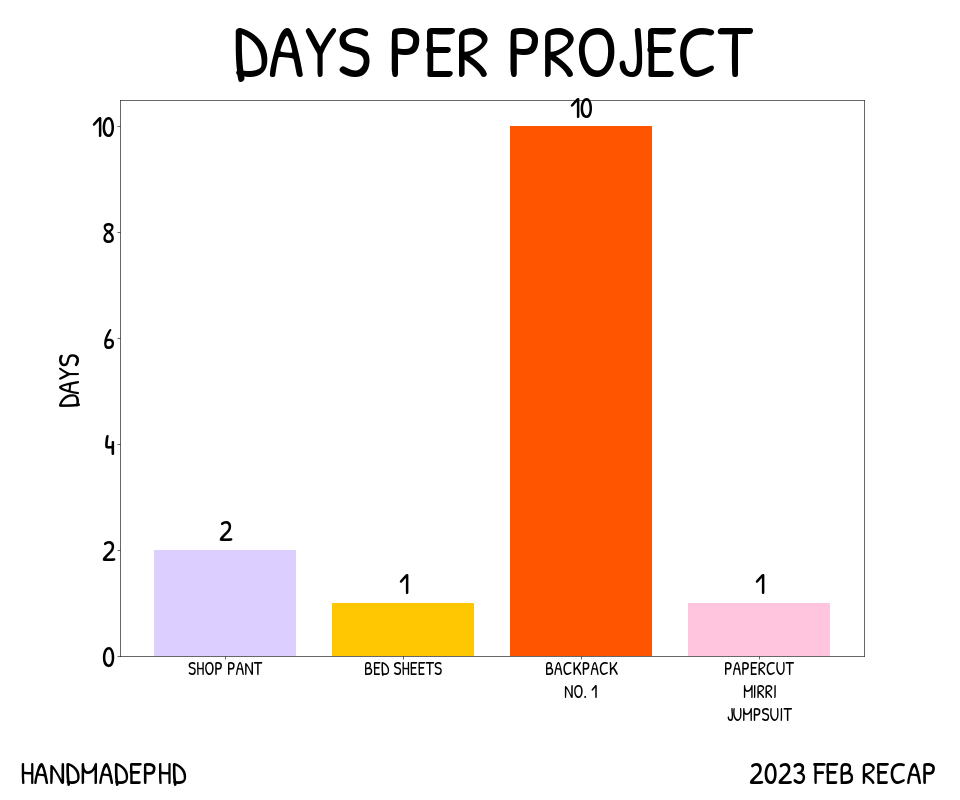 DAYS PER PROJECT
10
10
8
6
DAYS
4
2
2
1
1
0
SHOP PANT
BED SHEETS
BACKPACK
NO. 1
PAPERCUT
MIRRI
JUMPSUIT
HANDMADEPHD
2023 FEB RECAP